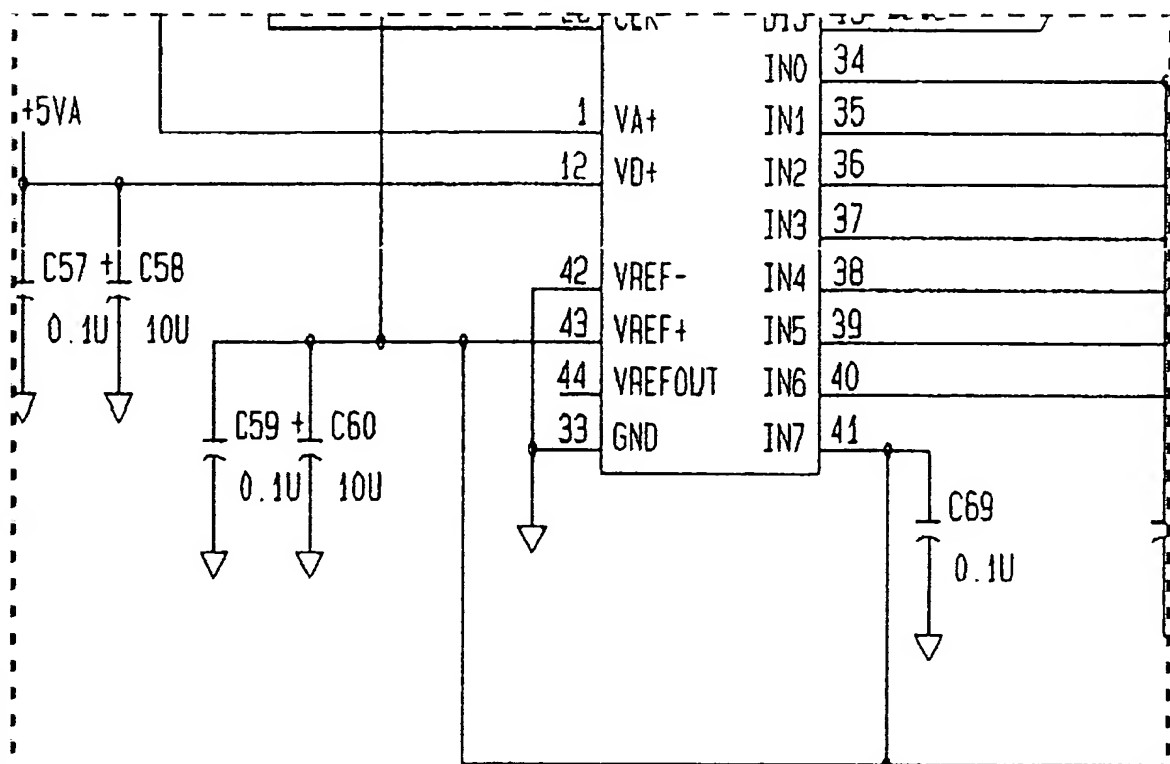 34
IN0
+5VA
1 VA+ IN1 35
12 VD+ IN2 36
IN3 37
C57 + C58
42 VREF- IN4 38
0.1U 10U
43 VREF+ IN5 39
44 VREFOUT IN6 40
C59 + C60
33 GND IN7 41
0.1U 10U
C69
0.1U